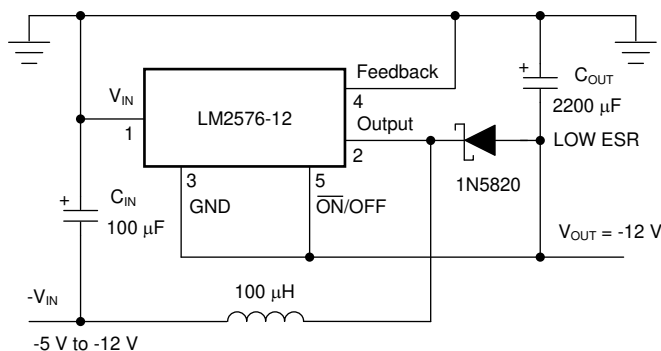 Feedback
+
C_OUT
V_IN
4
2200 μF
LM2576-12
Output
1
2
LOW ESR
3
5
+
C_IN
GND
ON/OFF
1N5820
100 μF
V_OUT = -12 V
100 μH
-V_IN
-5 V to -12 V